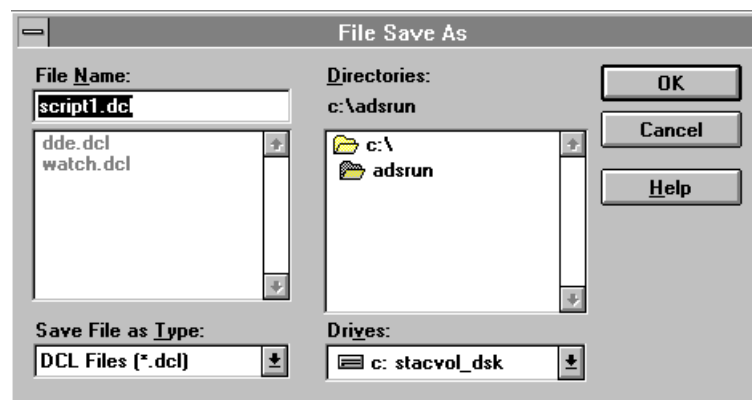 File Save As
File Name:
script1.dcl
dde.dcl
watch.dcl
Save File as Type:
DCL Files (*.dcl)
Directories:
c:\adsrun
c:\
adsrun
Drives:
c: stacvol_dsk
OK
Cancel
Help